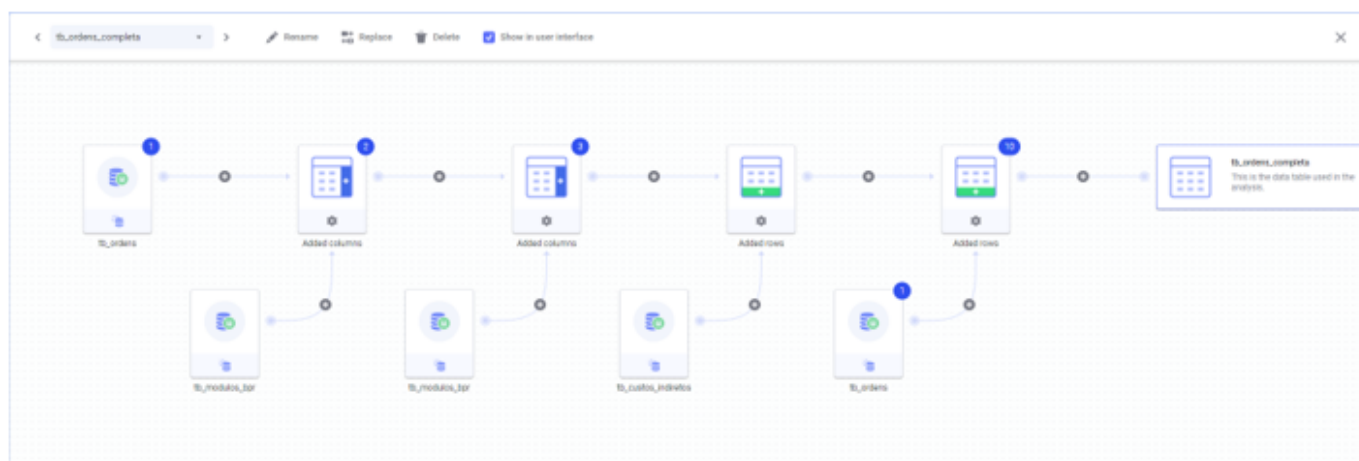 tb_ordens_completa
Rename
Replace
Delete
Show in user interface
1
2
3
10
tb_ordens_completa
This is the data table used in the
analysis.
tb_ordens
Added columns
Added columns
Added rows
Added rows
1
tb_modulos_bpr
tb_modulos_bpr
tb_custos_indiretos
tb_ordens